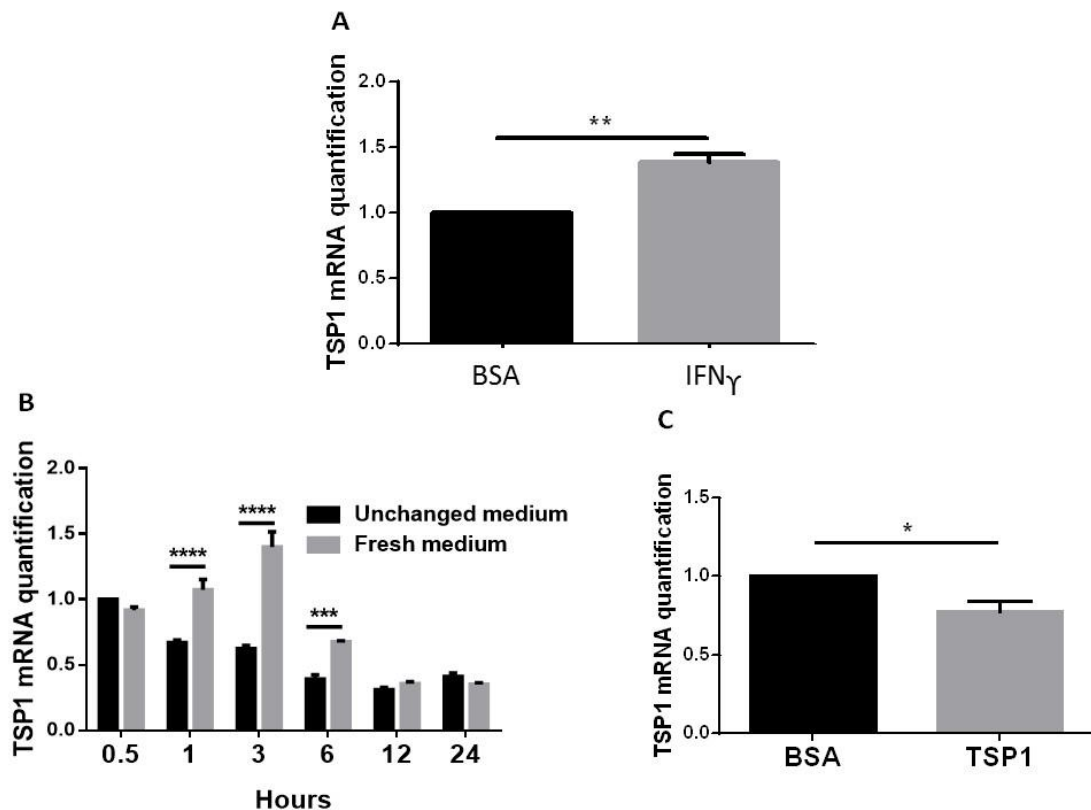 A
TSP1 mRNA quantification
2.0
1.5
1.0
0.5
0.0
**
BSA
IFNγ
B
TSP1 mRNA quantification
2.0
1.5
1.0
0.5
0.0
****
****
***
Unchanged medium
Fresh medium
0.5 1 3 6 12 24
Hours
C
TSP1 mRNA quantification
1.5
1.0
0.5
0.0
*
BSA
TSP1